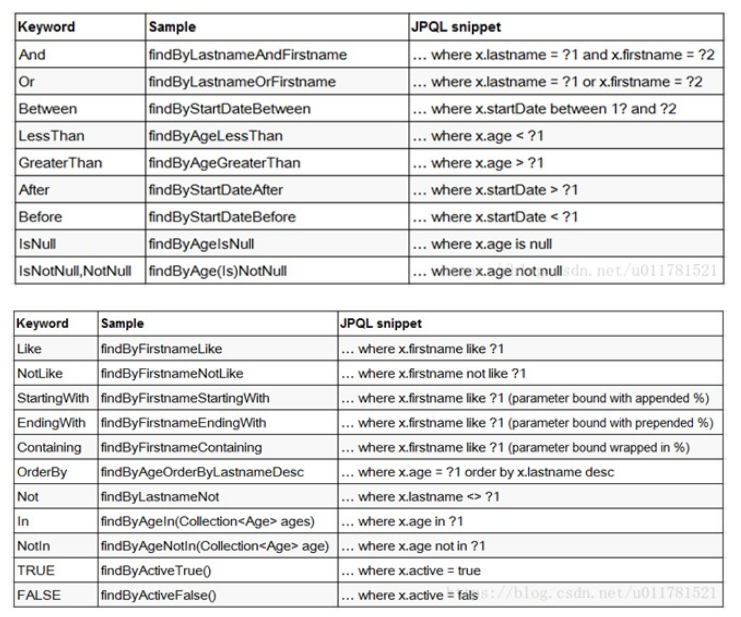 Keyword Sample JPQL snippet
And findByLastnameAndFirstname … where x.lastname = ?1 and x.firstname = ?2
Or findByLastnameOrFirstname … where x.lastname = ?1 or x.firstname = ?2
Between findByStartDateBetween … where x.startDate between 1? and ?2
LessThan findByAgeLessThan … where x.age < ?1
GreaterThan findByAgeGreaterThan … where x.age > ?1
After findByStartDateAfter … where x.startDate > ?1
Before findByStartDateBefore … where x.startDate < ?1
IsNull findByAgeIsNull … where x.age is null
IsNotNull,NotNull findByAge(Is)NotNull … where x.age not null
blog.csdn.net/u011781521
Keyword Sample JPQL snippet
Like findByFirstnameLike … where x.firstname like ?1
NotLike findByFirstnameNotLike … where x.firstname not like ?1
StartingWith findByFirstnameStartingWith … where x.firstname like ?1 (parameter bound with appended %)
EndingWith findByFirstnameEndingWith … where x.firstname like ?1 (parameter bound with prepended %)
Containing findByFirstnameContaining … where x.firstname like ?1 (parameter bound wrapped in %)
OrderBy findByAgeOrderByLastnameDesc … where x.age = ?1 order by x.lastname desc
Not findByLastnameNot … where x.lastname <> ?1
In findByAgeIn(Collection<Age> ages) … where x.age in ?1
NotIn findByAgeNotIn(Collection<Age> age) … where x.age not in ?1
TRUE findByActiveTrue() … where x.active = true
FALSE findByActiveFalse() … where x.active = fals
https://blog.csdn.net/u011781521